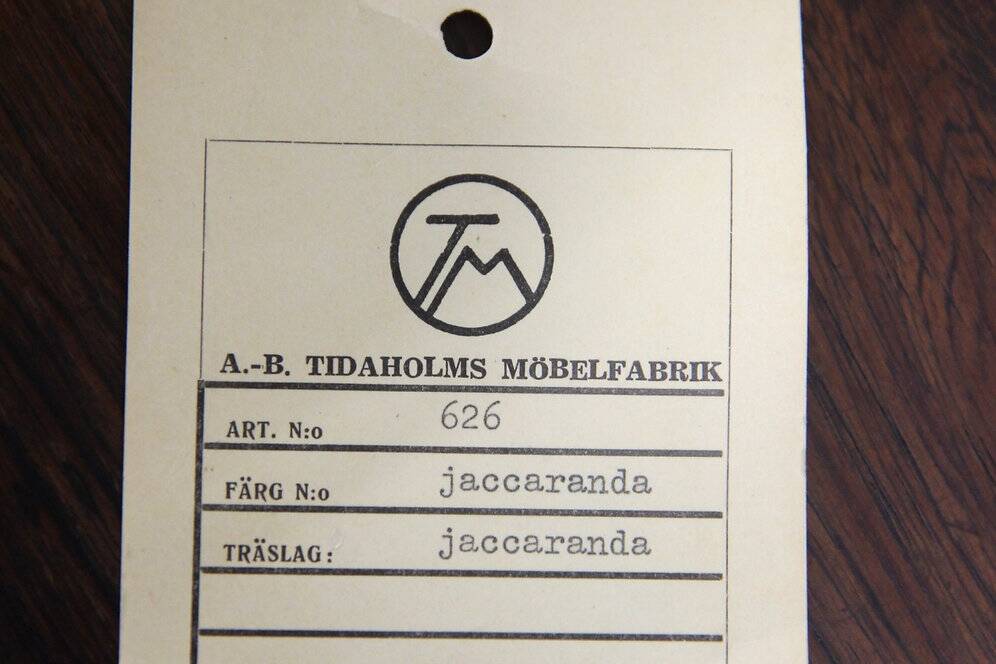 TM
A.-B. TIDAHOLMS MÖBELFABRIK
ART. N:o 626
FÄRG N:o jaccaranda
TRÄSLAG: jaccaranda